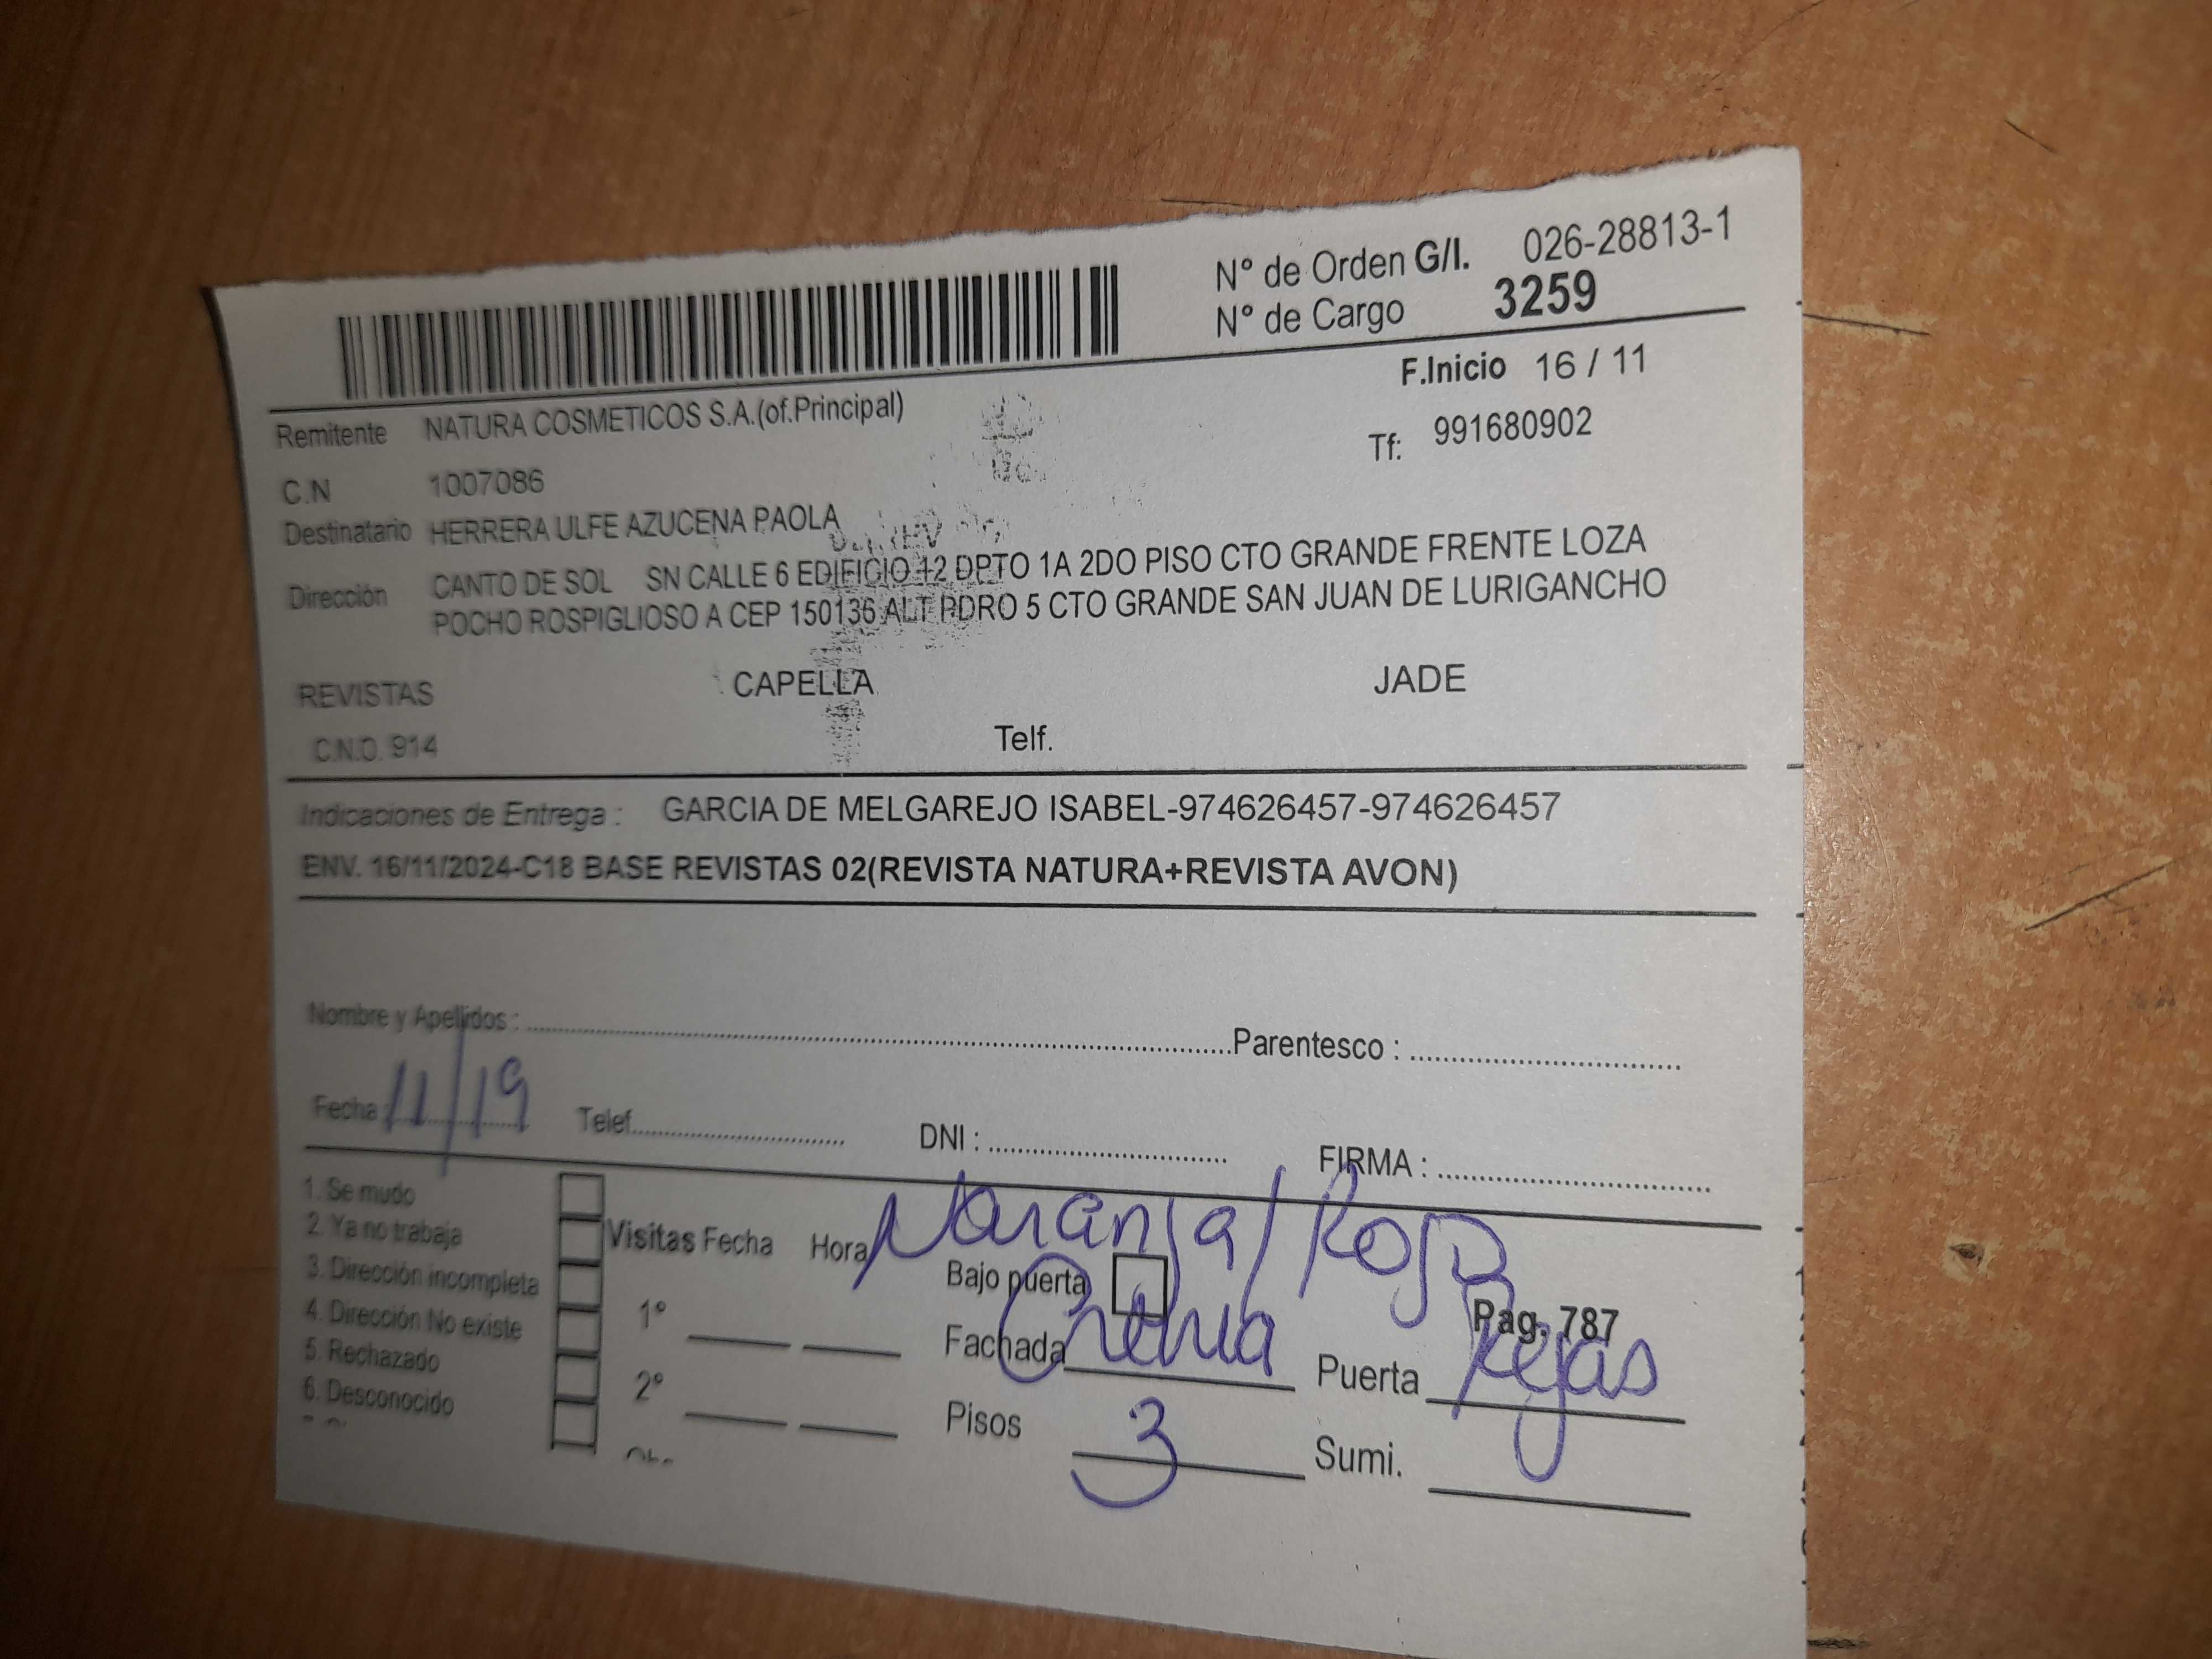 N° de Orden G/I. 026-28813-1
N° de Cargo 3259
F.Inicio 16 / 11
Remitente NATURA COSMETICOS S.A.(of.Principal)
Tf: 991680902
C.N 1007086
Destinatario HERRERA ULFE AZUCENA PAOLA
Dirección CANTO DE SOL SN CALLE 6 EDIFICIO 12 DPTO 1A 2DO PISO CTO GRANDE FRENTE LOZA
POCHO ROSPIGLIOSO A CEP 150136 ALT PDRO 5 CTO GRANDE SAN JUAN DE LURIGANCHO
REVISTAS CAPELLA JADE
C.N.O. 914 Telf.
Indicaciones de Entrega : GARCIA DE MELGAREJO ISABEL-974626457-974626457
ENV. 16/11/2024-C18 BASE REVISTAS 02(REVISTA NATURA+REVISTA AVON)
Nombre y Apellidos : Parentesco :
Fecha : 11/19 Telef. DNI : FIRMA :
1. Se mudo
2. Ya no trabaja
3. Dirección incompleta
4. Dirección No existe
5. Rechazado
6. Desconocido
Visitas Fecha Hora
1°
2°
Naranja/Rojo
Bajo puerta
Pag. 787
Fachada
Puerta Rejas
Pisos 3
Sumi.